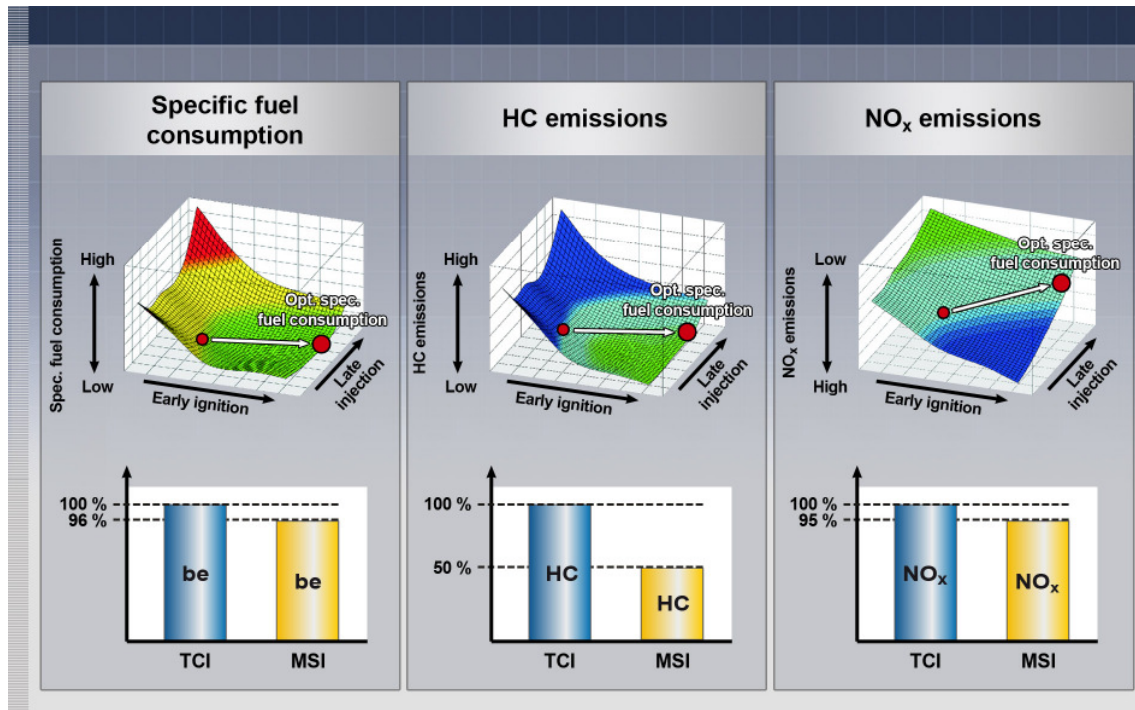 Specific fuel
consumption
Spec. fuel consumption
High
Low
Opt. spec.
fuel consumption
Early ignition
Late
injection
100 %
96 %
be
be
TCI
MSI
HC emissions
HC emissions
High
Low
Opt. spec.
fuel consumption
Early ignition
Late
injection
100 %
50 %
HC
HC
TCI
MSI
NOx emissions
NOx emissions
Low
High
Opt. spec.
fuel consumption
Early ignition
Late
injection
100 %
95 %
NOx
NOx
TCI
MSI